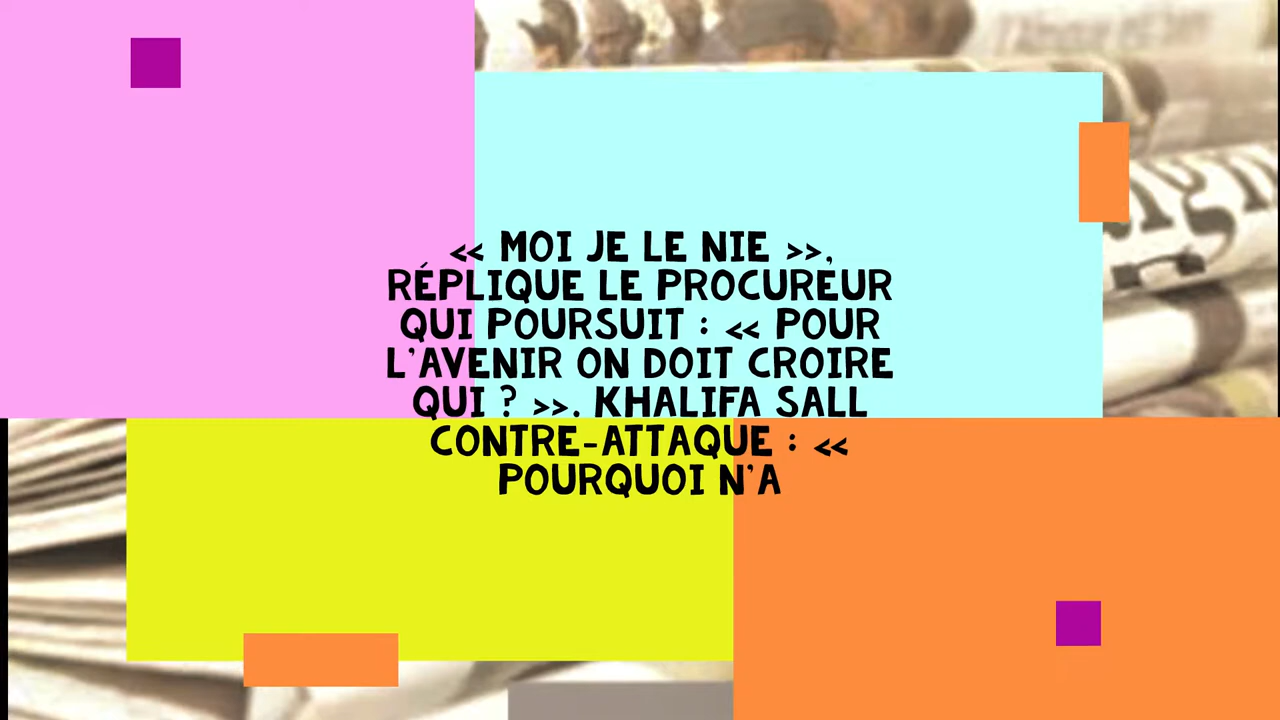 « MOI JE LE NIE »,
RÉPLIQUE LE PROCUREUR
QUI POURSUIT : « POUR
L'AVENIR ON DOIT CROIRE
QUI ? ». KHALIFA SALL
CONTRE-ATTAQUE : «
POURQUOI N'A